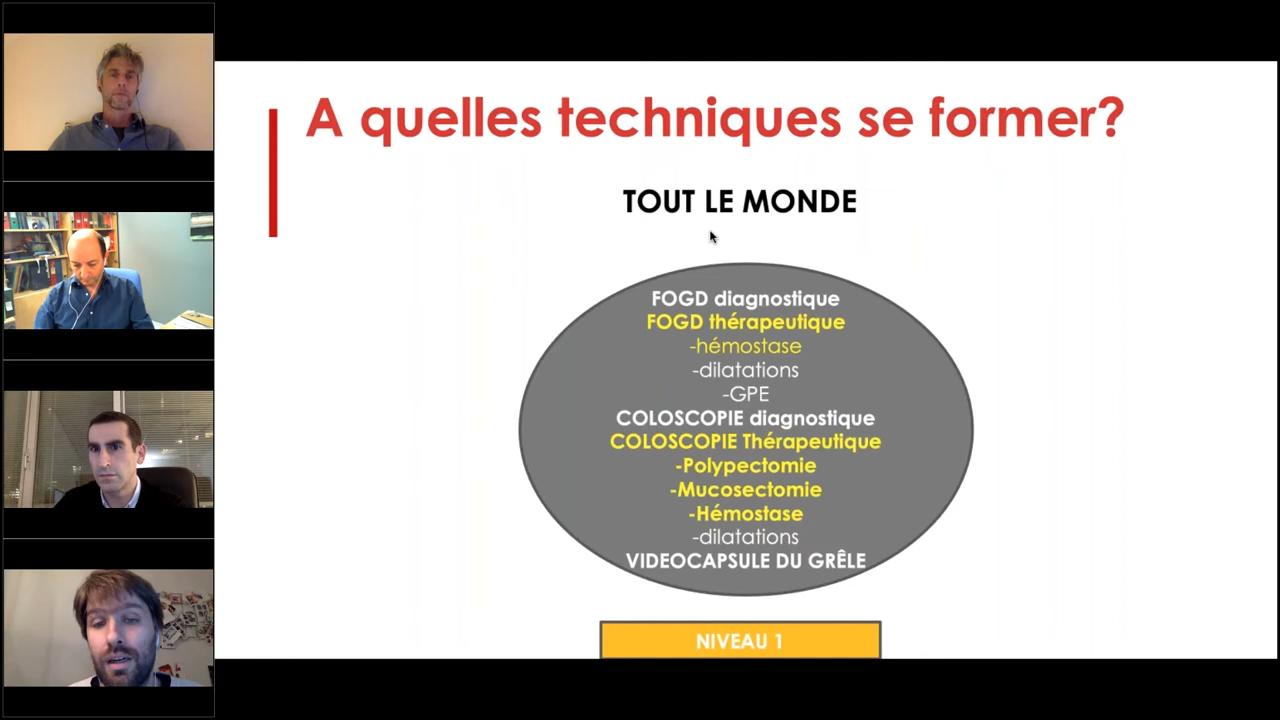 A quelles techniques se former?
TOUT LE MONDE
FOGD diagnostique
FOGD thérapeutique
-hémostase
-dilatations
-GPE
COLOSCOPIE diagnostique
COLOSCOPIE Thérapeutique
-Polypectomie
-Mucosectomie
-Hémostase
-dilatations
VIDEOCAPSULE DU GRÊLE
NIVEAU 1